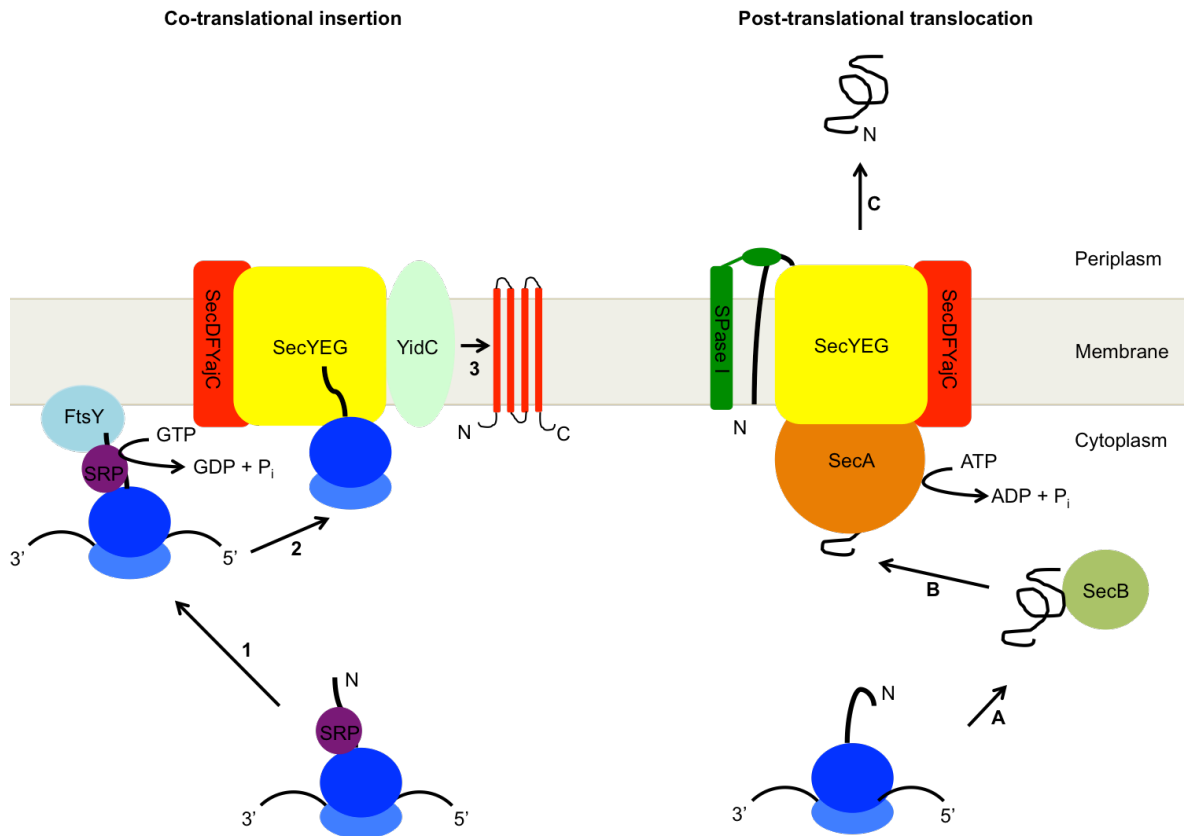 Co-translational insertion
Post-translational translocation
N
C
Periplasm
SecDFYajC
SecYEG
YidC
3
SPase I
SecYEG
SecDFYajC
Membrane
FtsY
GTP
N
C
N
Cytoplasm
SRP
GDP + Pi
SecA
ATP
ADP + Pi
3’
5’
2
B
SecB
1
A
N
N
SRP
3’
5’
3’
5’